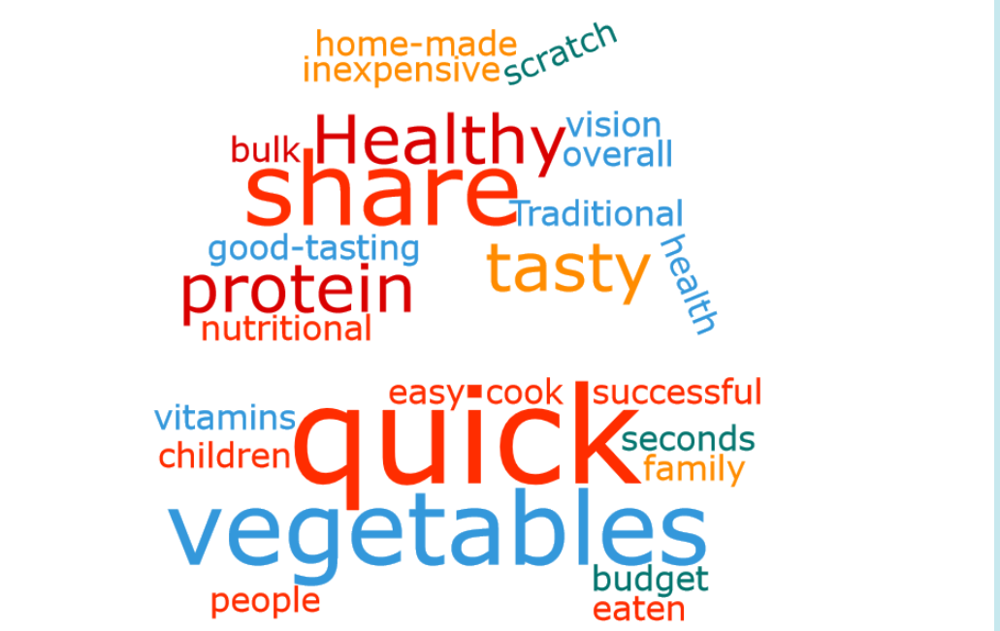 home-made
scratch
inexpensive
Healthy
vision
bulk
overall
share
Traditional
good-tasting
tasty
health
protein
nutritional
easy cook successful
vitamins
quick
seconds
children
family
vegetables
budget
people
eaten